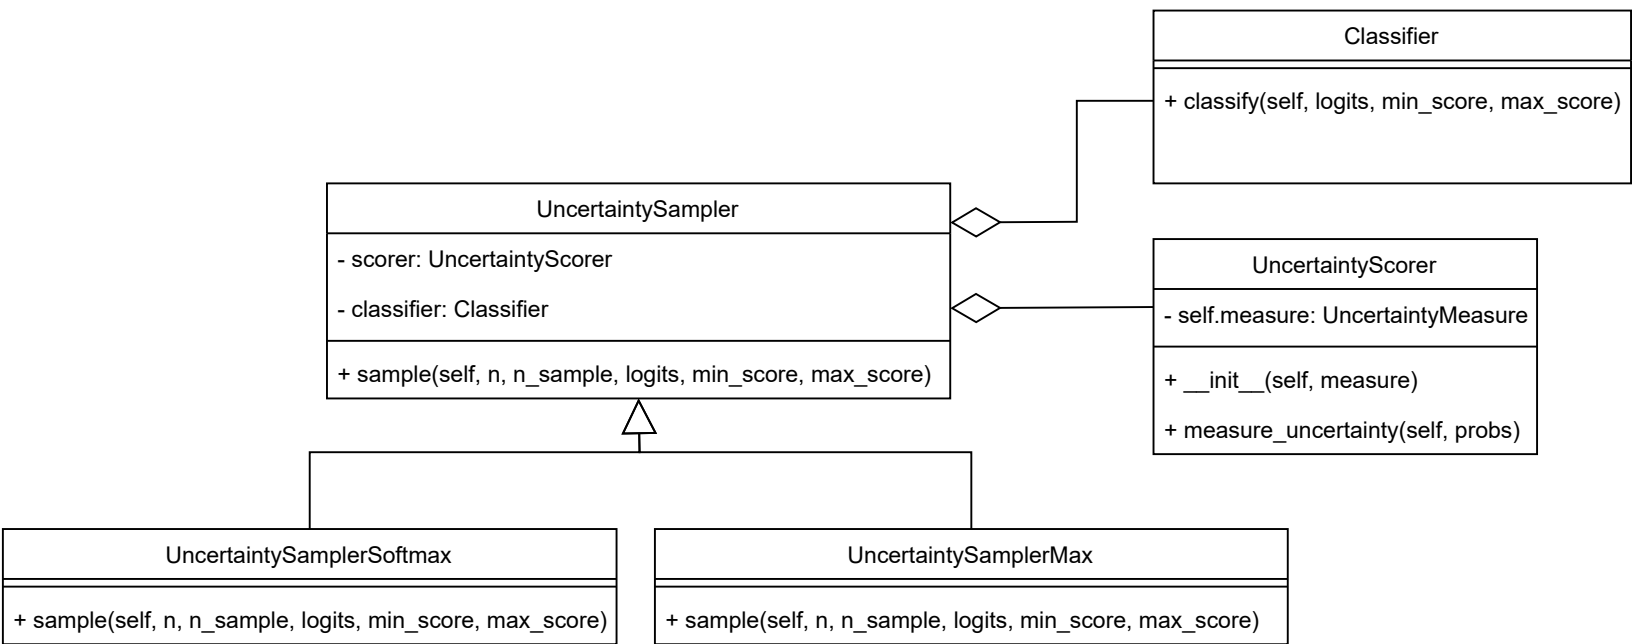 Classifier
+ classify(self, logits, min_score, max_score)
UncertaintySampler
- scorer: UncertaintyScorer
- classifier: Classifier
+ sample(self, n, n_sample, logits, min_score, max_score)
UncertaintyScorer
- self.measure: UncertaintyMeasure
+ __init__(self, measure)
+ measure_uncertainty(self, probs)
UncertaintySamplerSoftmax
+ sample(self, n, n_sample, logits, min_score, max_score)
UncertaintySamplerMax
+ sample(self, n, n_sample, logits, min_score, max_score)